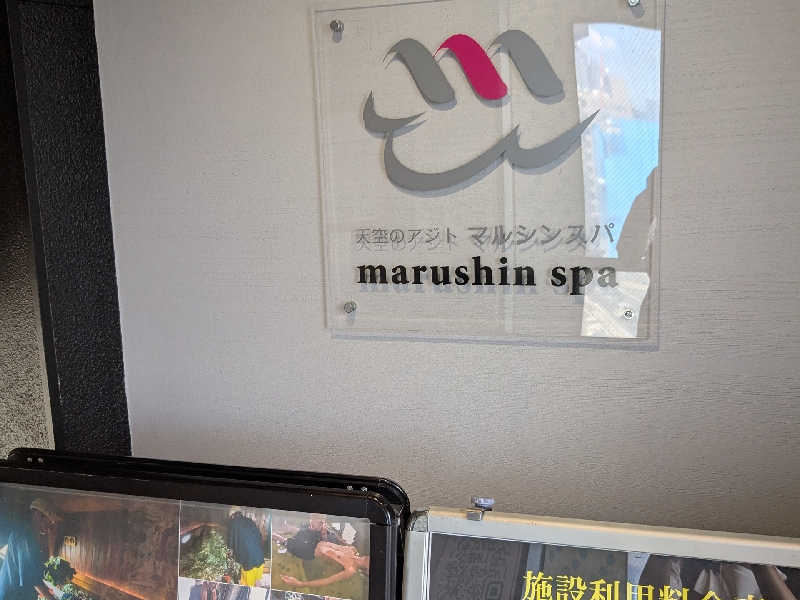 天空のアジト マルシンスパ
marushin spa
施設利用料金